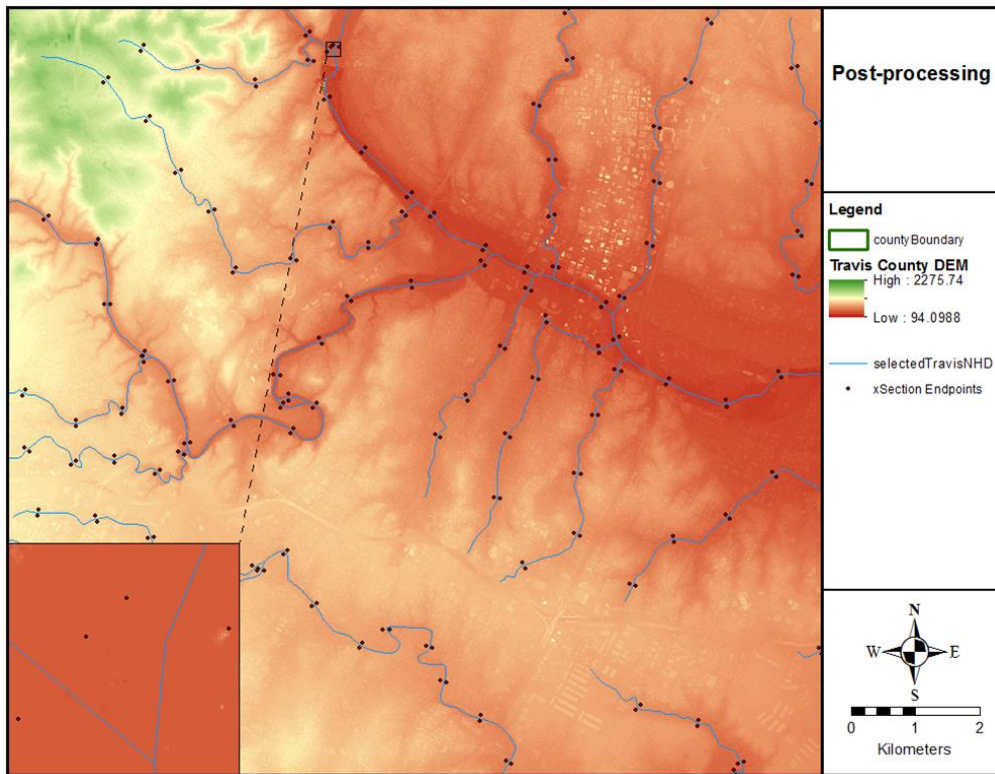 Post-processing
Legend
countyBoundary
Travis County DEM
High : 2275.74
Low : 94.0988
selectedTravisNHD
xSection Endpoints
N
W E
S
0 1 2
Kilometers